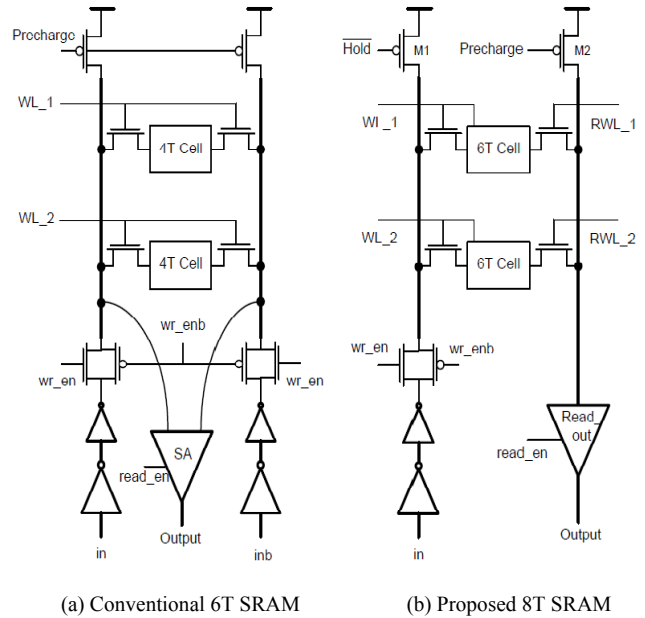 Precharge
WL_1
4T Cell
WL_2
4T Cell
wr_enb
wr_en
wr_en
SA
read_en
in
Output
inb
(a) Conventional 6T SRAM
Hold
M1
Precharge
M2
Wl_1
6T Cell
RWL_1
WL_2
6T Cell
RWL_2
wr_en
wr_enb
Read_
out
read_en
in
Output
(b) Proposed 8T SRAM